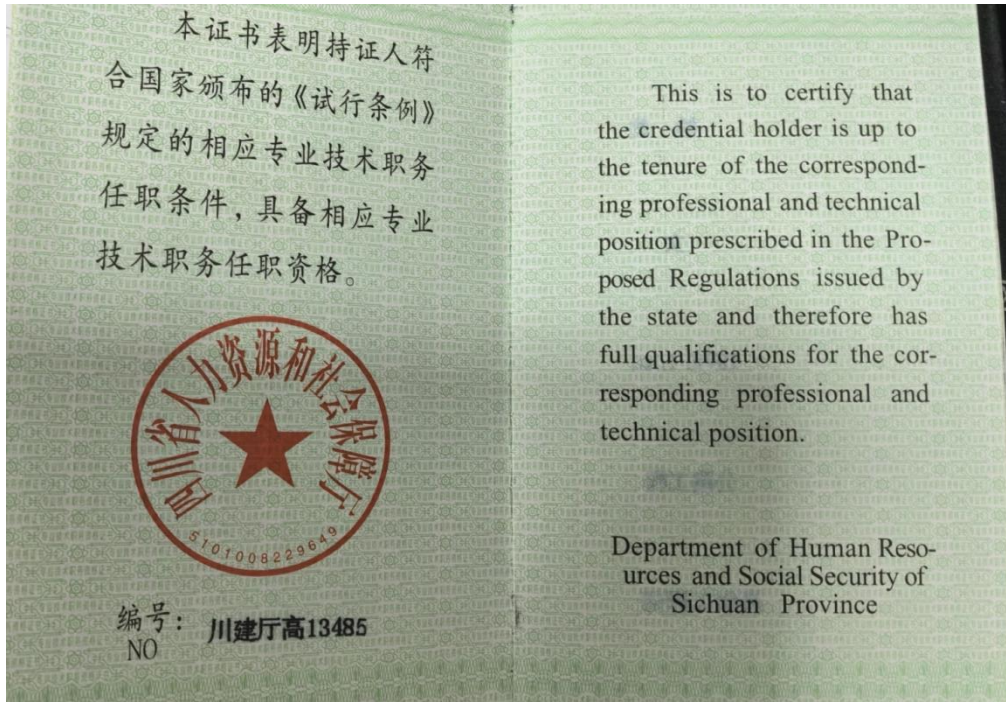 本证书表明持证人符
合国家颁布的《试行条例》
规定的相应专业技术职务
任职条件，具备相应专业
技术职务任职资格。
四川省人力资源和社会保障厅
5101008229649
编号：
NO
川建厅高13485
This is to certify that
the credential holder is up to
the tenure of the correspond-
ing professional and technical
position prescribed in the Pro-
posed Regulations issued by
the state and therefore has
full qualifications for the cor-
responding professional and
technical position.
Department of Human Reso-
urces and Social Security of
Sichuan Province